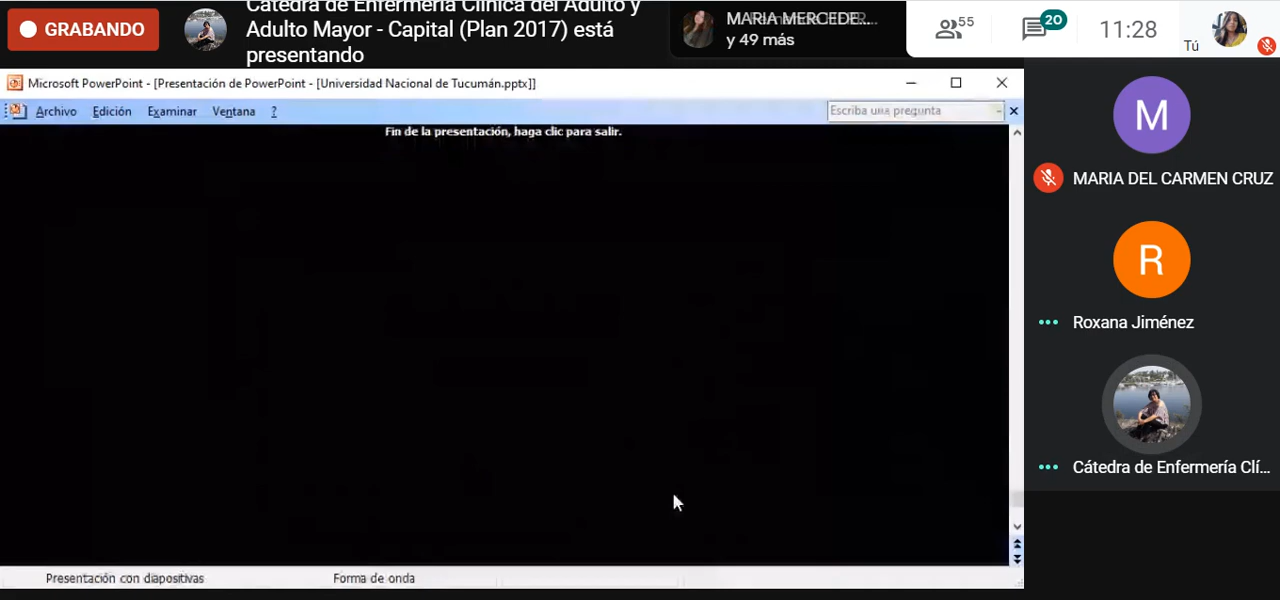 GRABANDO
Cátedra de Enfermería Clínica del Adulto y
Adulto Mayor - Capital (Plan 2017) está
presentando
MARIA MERCEDE...
y 49 más
55
20
11:28
Tú
Microsoft PowerPoint - [Presentación de PowerPoint - [Universidad Nacional de Tucumán.pptx]]
Archivo Edición Examinar Ventana ?
Escriba una pregunta
Fin de la presentación, haga clic para salir.
M
MARIA DEL CARMEN CRUZ
R
Roxana Jiménez
Cátedra de Enfermería Clí...
Presentación con diapositivas
Forma de onda